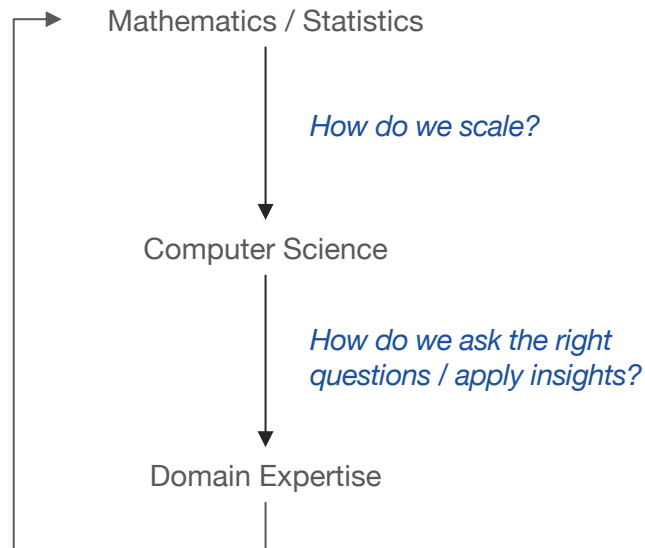 Mathematics / Statistics
How do we scale?
Computer Science
How do we ask the right
questions / apply insights?
Domain Expertise